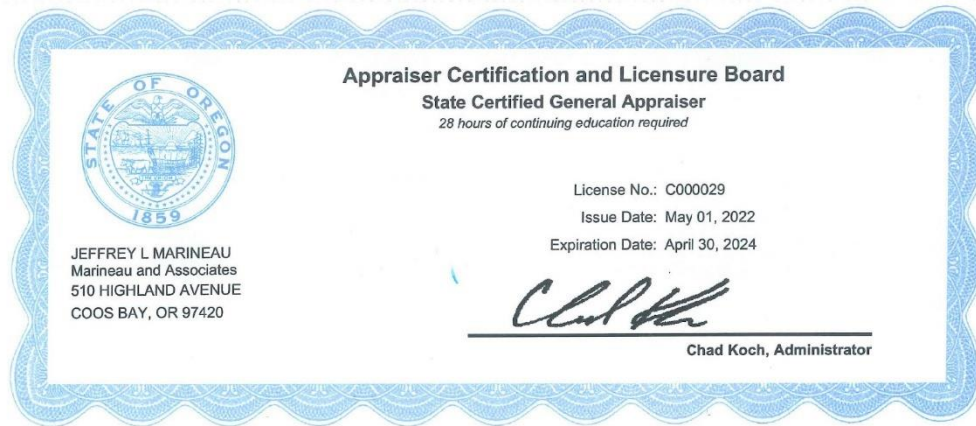 STATE OF OREGON
1859
Appraiser Certification and Licensure Board
State Certified General Appraiser
28 hours of continuing education required
License No.: C000029
Issue Date: May 01, 2022
Expiration Date: April 30, 2024
JEFFREY L MARINEAU
Marineau and Associates
510 HIGHLAND AVENUE
COOS BAY, OR 97420
Chad Koch, Administrator